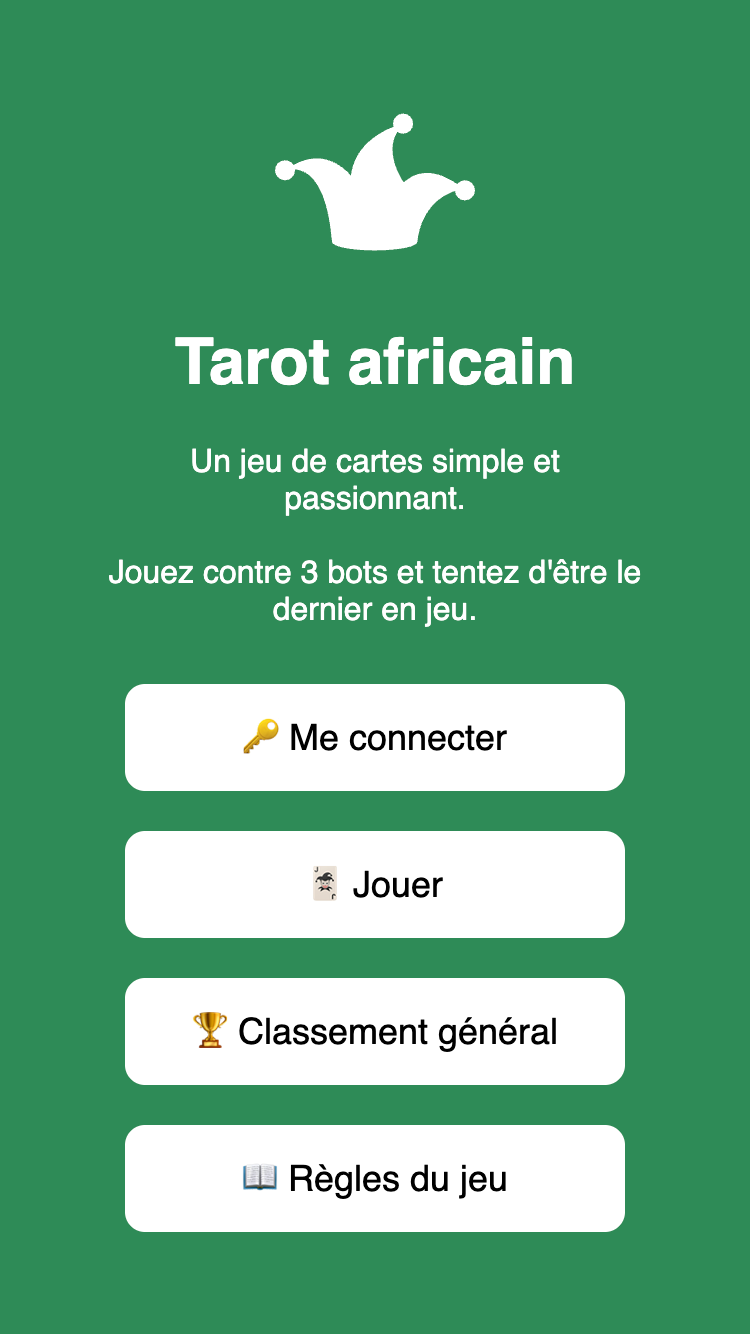 Tarot africain
Un jeu de cartes simple et
passionnant.
Jouez contre 3 bots et tentez d'être le
dernier en jeu.
🔑 Me connecter
🃏 Jouer
🏆 Classement général
📖 Règles du jeu